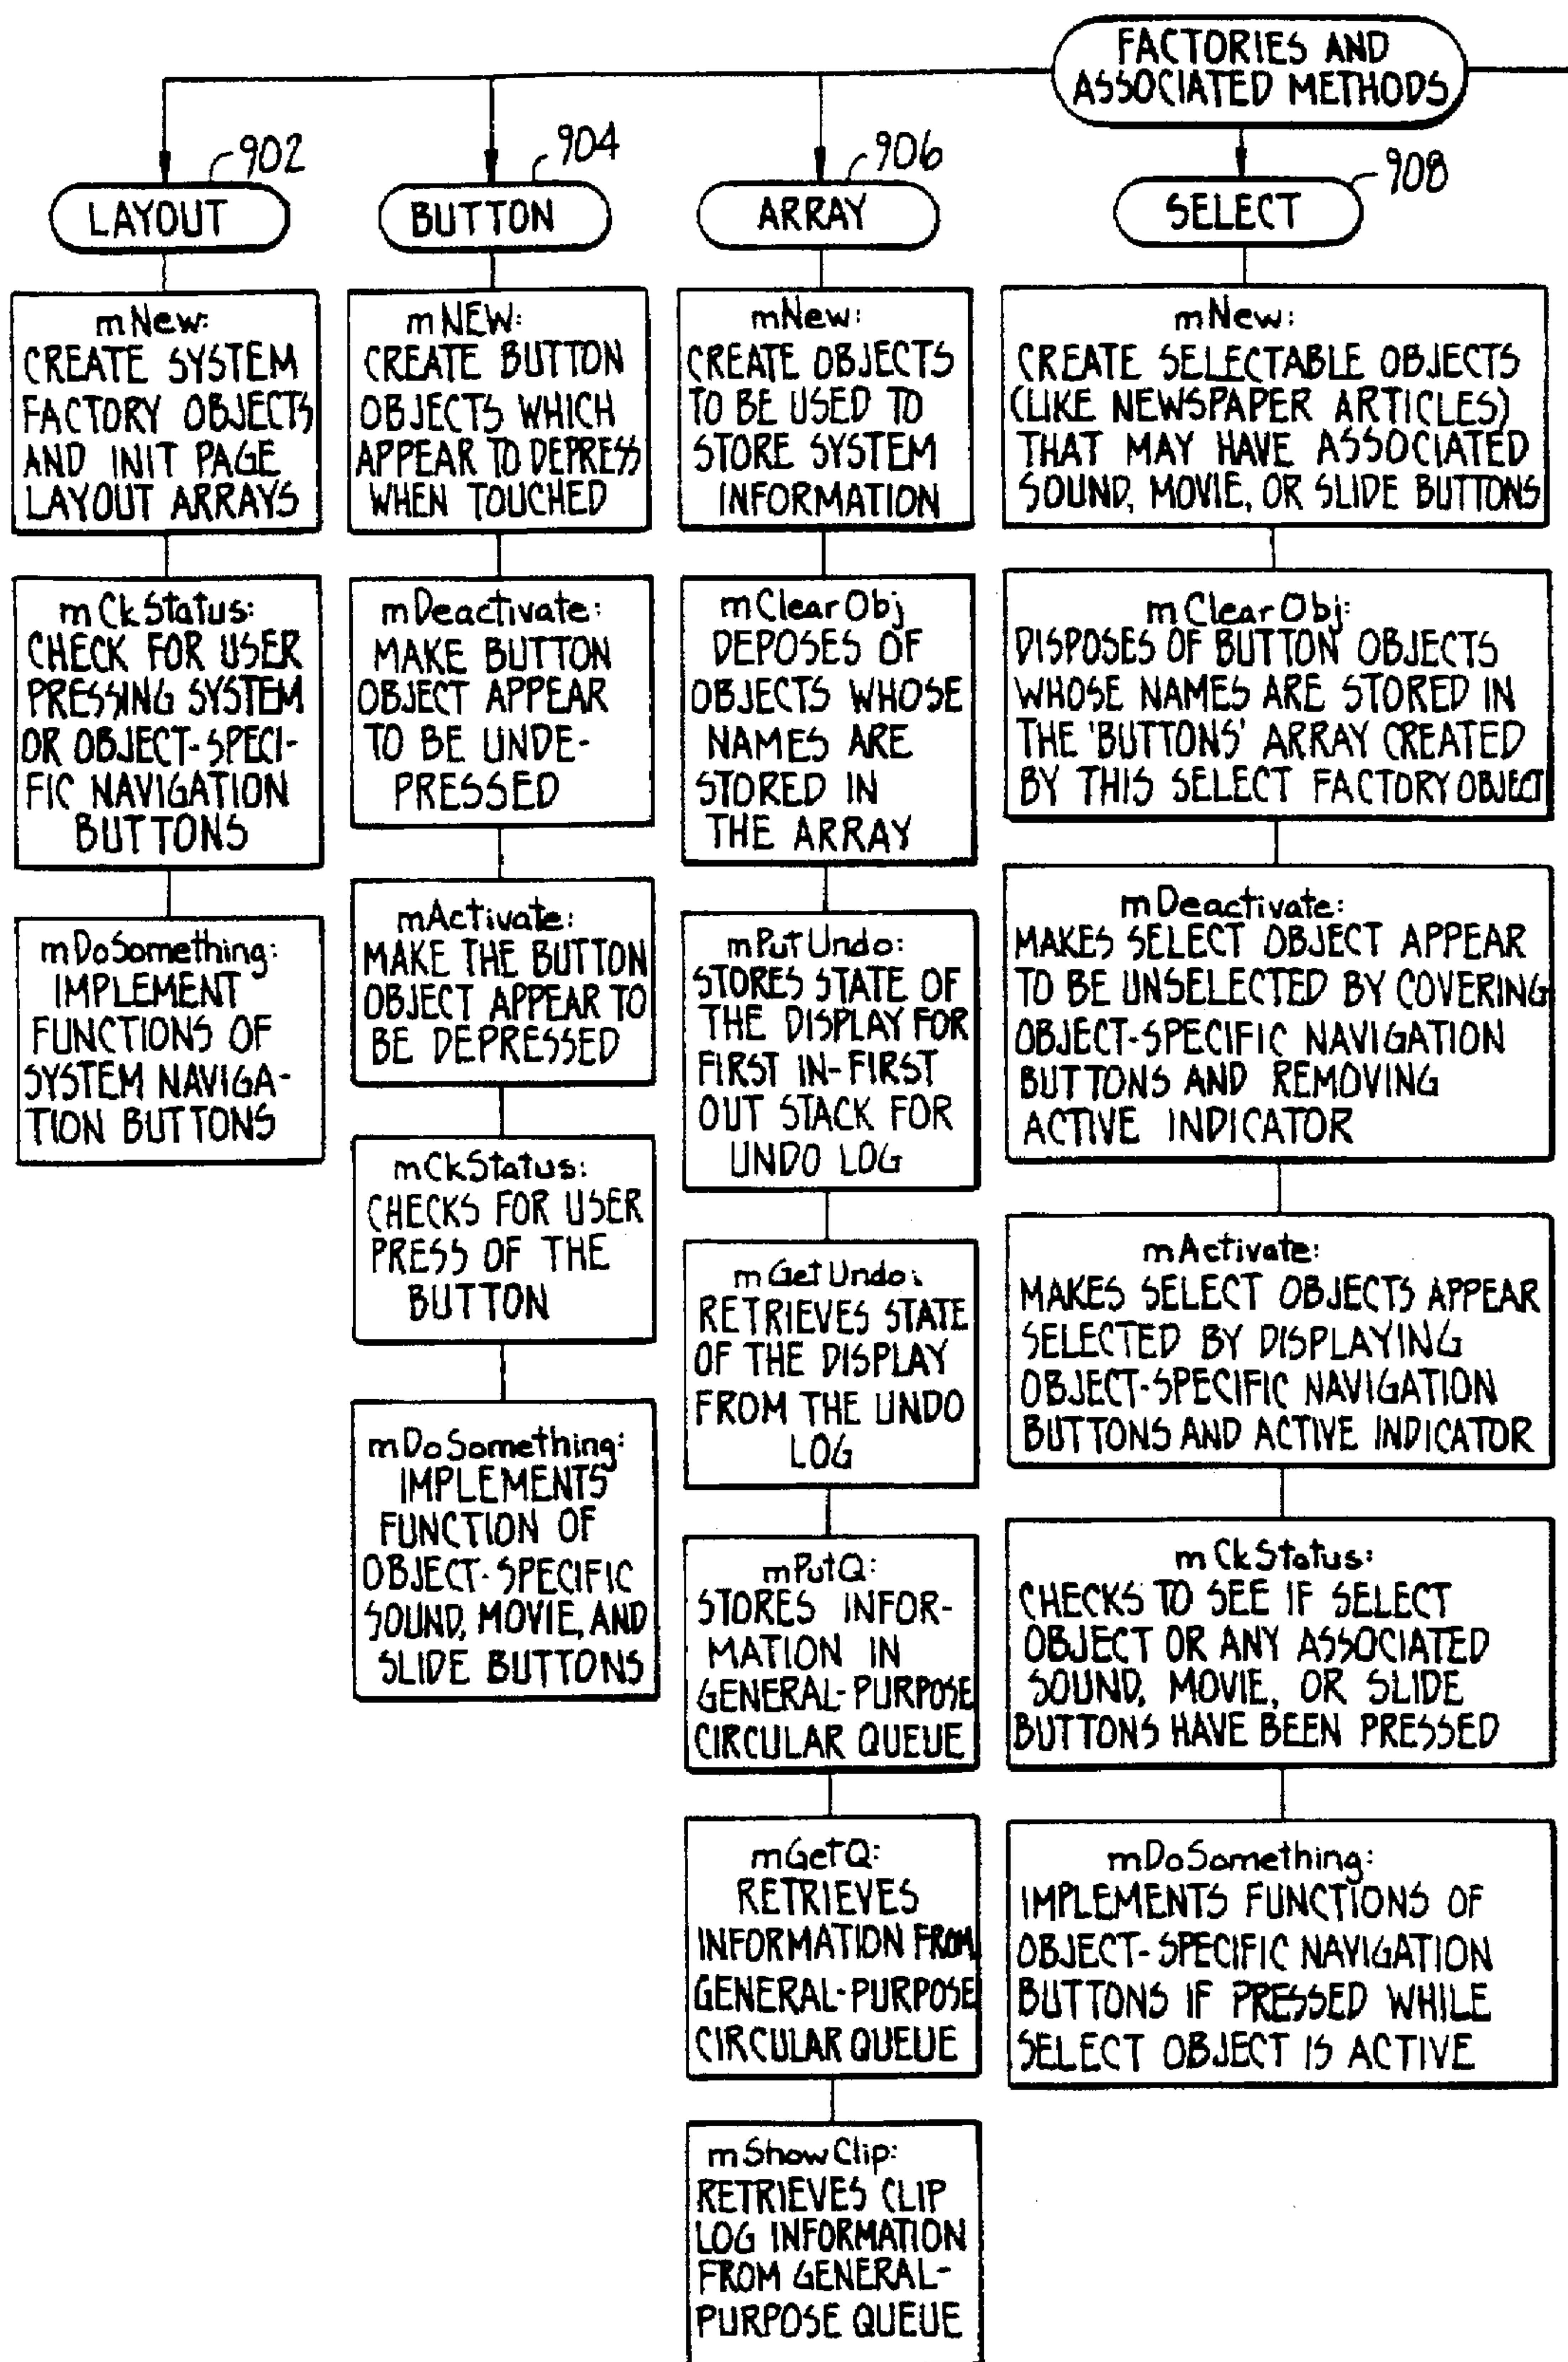 FACTORIES AND
ASSOCIATED METHODS
902
LAYOUT
mNew:
CREATE SYSTEM
FACTORY OBJECTS
AND INIT PAGE
LAYOUT ARRAYS
mCkStatus:
CHECK FOR USER
PRESSING SYSTEM
OR OBJECT-SPECI-
FIC NAVIGATION
BUTTONS
mDoSomething:
IMPLEMENT
FUNCTIONS OF
SYSTEM NAVIGA-
TION BUTTONS
904
BUTTON
mNEW:
CREATE BUTTON
OBJECTS WHICH
APPEAR TO DEPRESS
WHEN TOUCHED
mDeactivate:
MAKE BUTTON
OBJECT APPEAR
TO BE UNDE-
PRESSED
mActivate:
MAKE THE BUTTON
OBJECT APPEAR TO
BE DEPRESSED
mCkStatus:
CHECKS FOR USER
PRESS OF THE
BUTTON
mDoSomething:
IMPLEMENTS
FUNCTION OF
OBJECT-SPECIFIC
SOUND, MOVIE, AND
SLIDE BUTTONS
906
ARRAY
mNew:
CREATE OBJECTS
TO BE USED TO
STORE SYSTEM
INFORMATION
mClearObj
DEPOSES OF
OBJECTS WHOSE
NAMES ARE
STORED IN
THE ARRAY
mPutUndo:
STORES STATE OF
THE DISPLAY FOR
FIRST IN-FIRST
OUT STACK FOR
UNDO LOG
mGetUndo:
RETRIEVES STATE
OF THE DISPLAY
FROM THE UNDO
LOG
mPutQ:
STORES INFOR-
MATION IN
GENERAL-PURPOSE
CIRCULAR QUEUE
mGetQ:
RETRIEVES
INFORMATION FROM
GENERAL-PURPOSE
CIRCULAR QUEUE
mShowClip:
RETRIEVES CLIP
LOG INFORMATION
FROM GENERAL-
PURPOSE QUEUE
908
SELECT
mNew:
CREATE SELECTABLE OBJECTS
(LIKE NEWSPAPER ARTICLES)
THAT MAY HAVE ASSOCIATED
SOUND, MOVIE, OR SLIDE BUTTONS
mClearObj:
DISPOSES OF BUTTON OBJECTS
WHOSE NAMES ARE STORED IN
THE 'BUTTONS' ARRAY CREATED
BY THIS SELECT FACTORY OBJECT
mDeactivate:
MAKES SELECT OBJECT APPEAR
TO BE UNSELECTED BY COVERING
OBJECT-SPECIFIC NAVIGATION
BUTTONS AND REMOVING
ACTIVE INDICATOR
mActivate:
MAKES SELECT OBJECTS APPEAR
SELECTED BY DISPLAYING
OBJECT-SPECIFIC NAVIGATION
BUTTONS AND ACTIVE INDICATOR
mCkStatus:
CHECKS TO SEE IF SELECT
OBJECT OR ANY ASSOCIATED
SOUND, MOVIE, OR SLIDE
BUTTONS HAVE BEEN PRESSED
mDoSomething:
IMPLEMENTS FUNCTIONS OF
OBJECT-SPECIFIC NAVIGATION
BUTTONS IF PRESSED WHILE
SELECT OBJECT IS ACTIVE